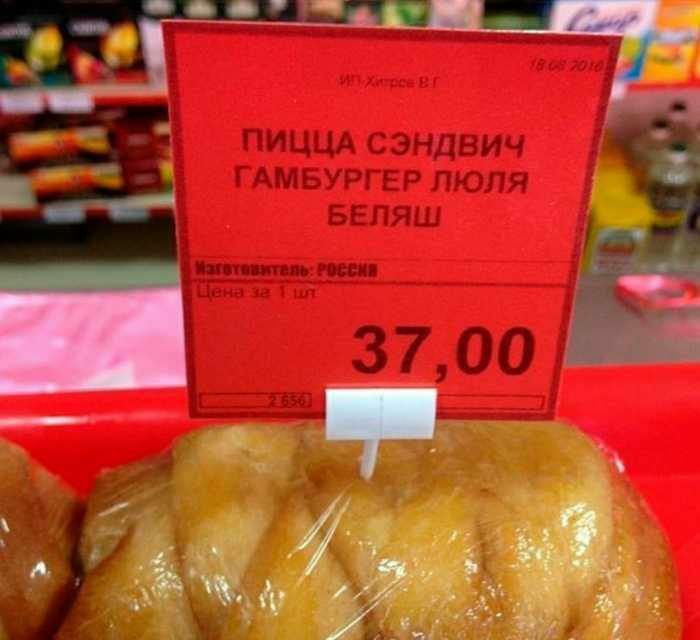 18.08.2016
ИП Хитров В.Г
ПИЦЦА СЭНДВИЧ
ГАМБУРГЕР ЛЮЛЯ
БЕЛЯШ
Изготовитель: РОССИЯ
Цена за 1 шт
37,00
2 656